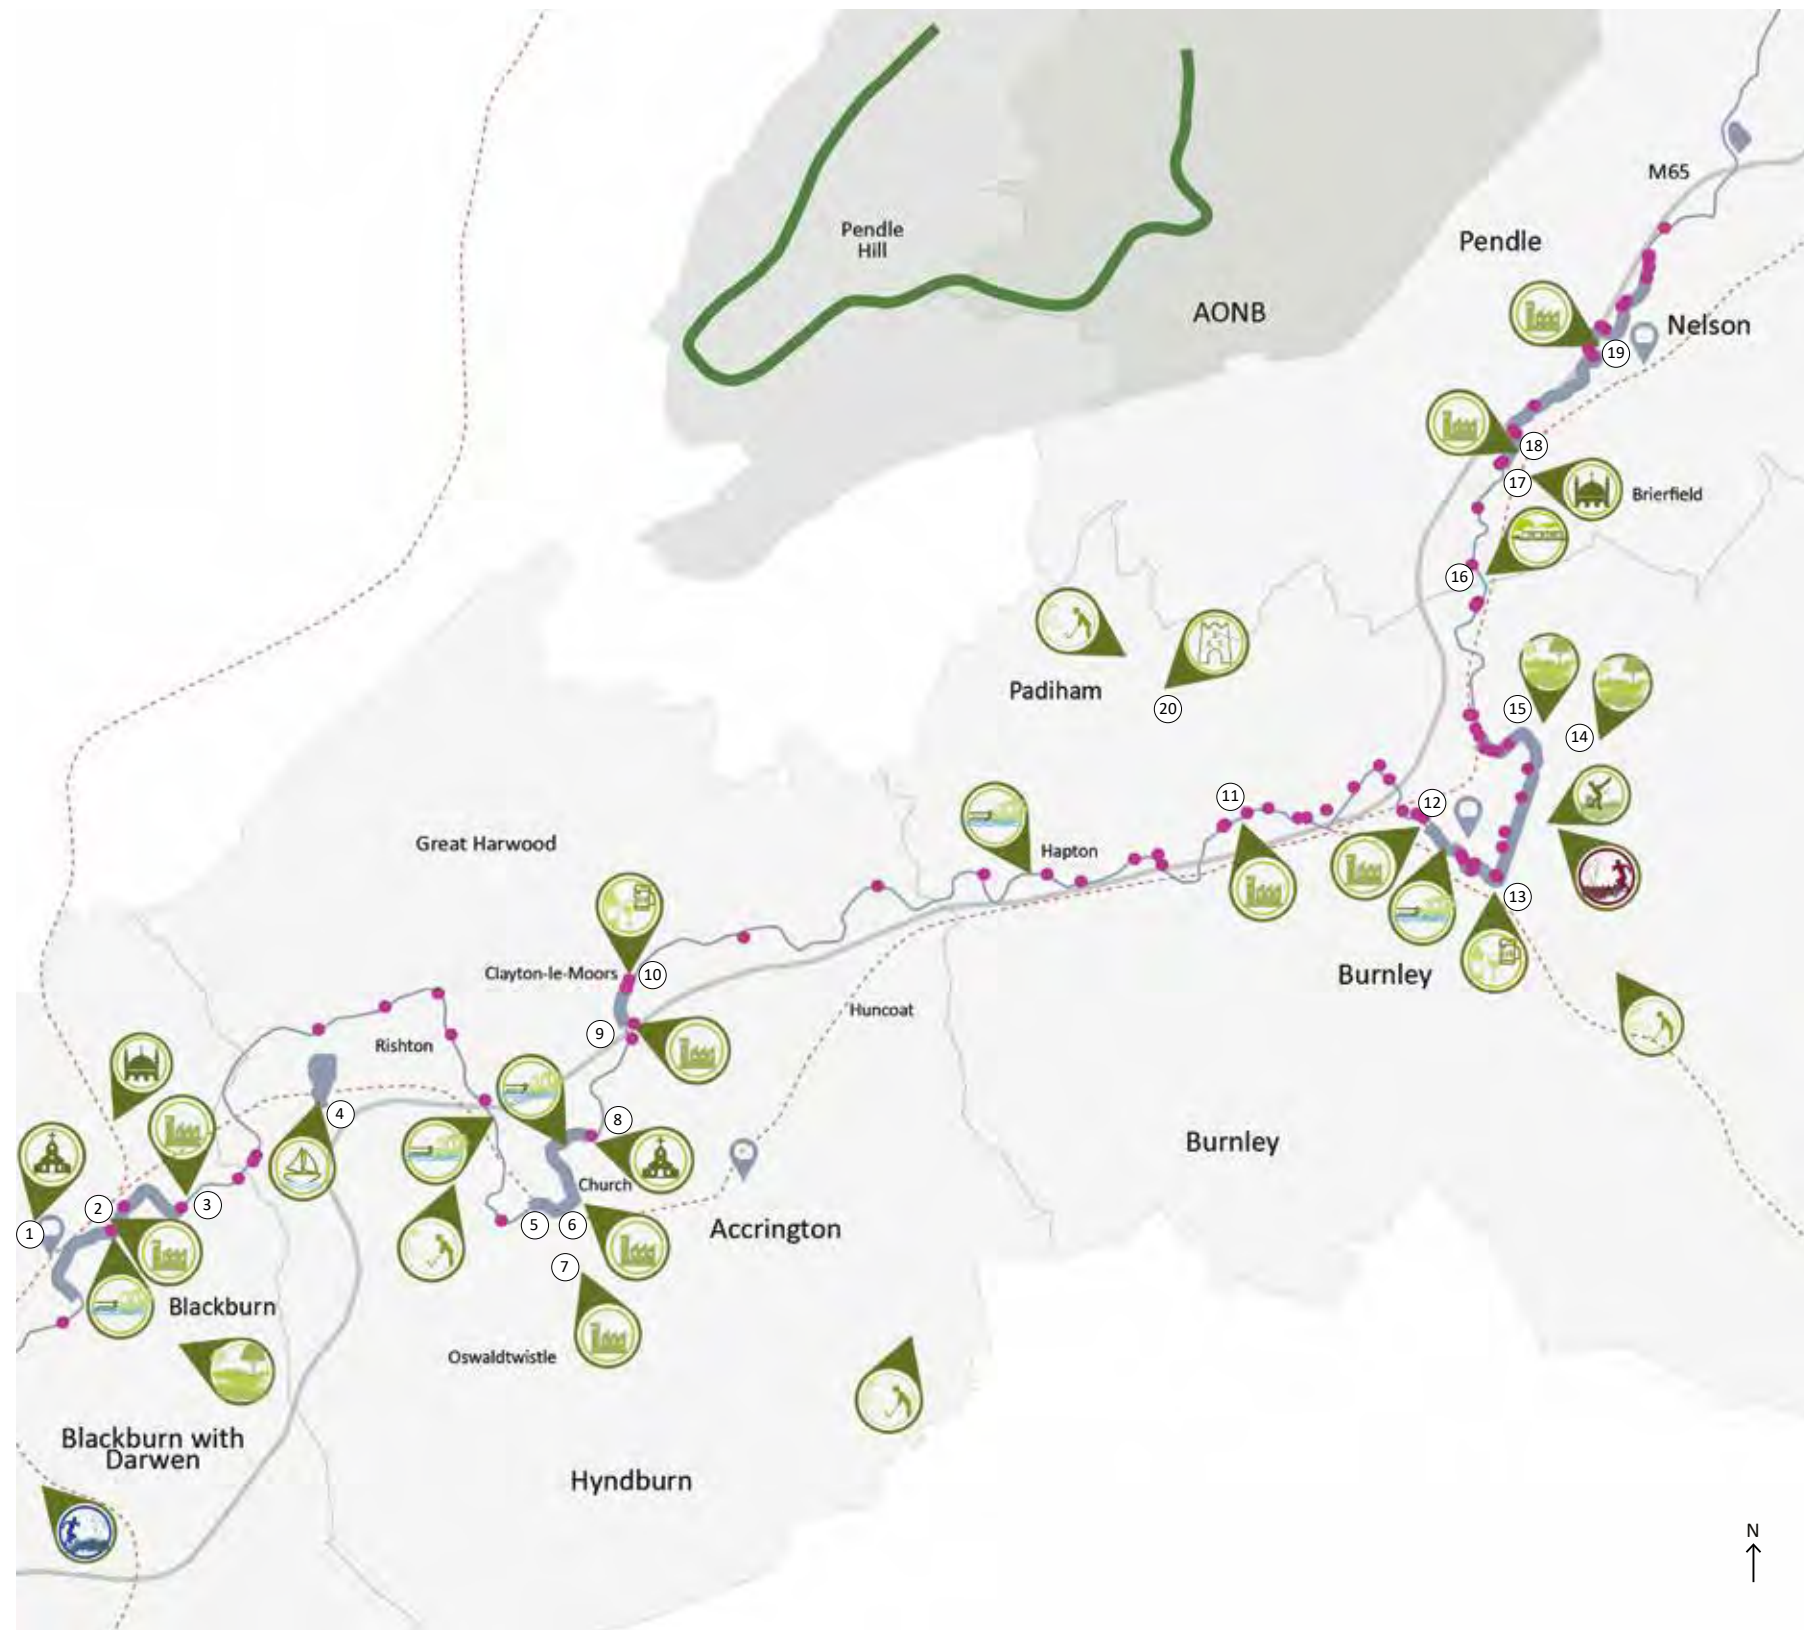 M65
Pendle
Pendle
Hill
AONB
Nelson
19
18
17
Brierfield
16
Padiham
20
15
14
11
12
Great Harwood
Hapton
13
Clayton-le-Moors
10
Burnley
Huncoat
9
Rishton
4
8
Burnley
Church
2
3
1
5
6
Accrington
7
Blackburn
Oswaldtwistle
Blackburn with
Darwen
Hyndburn
N